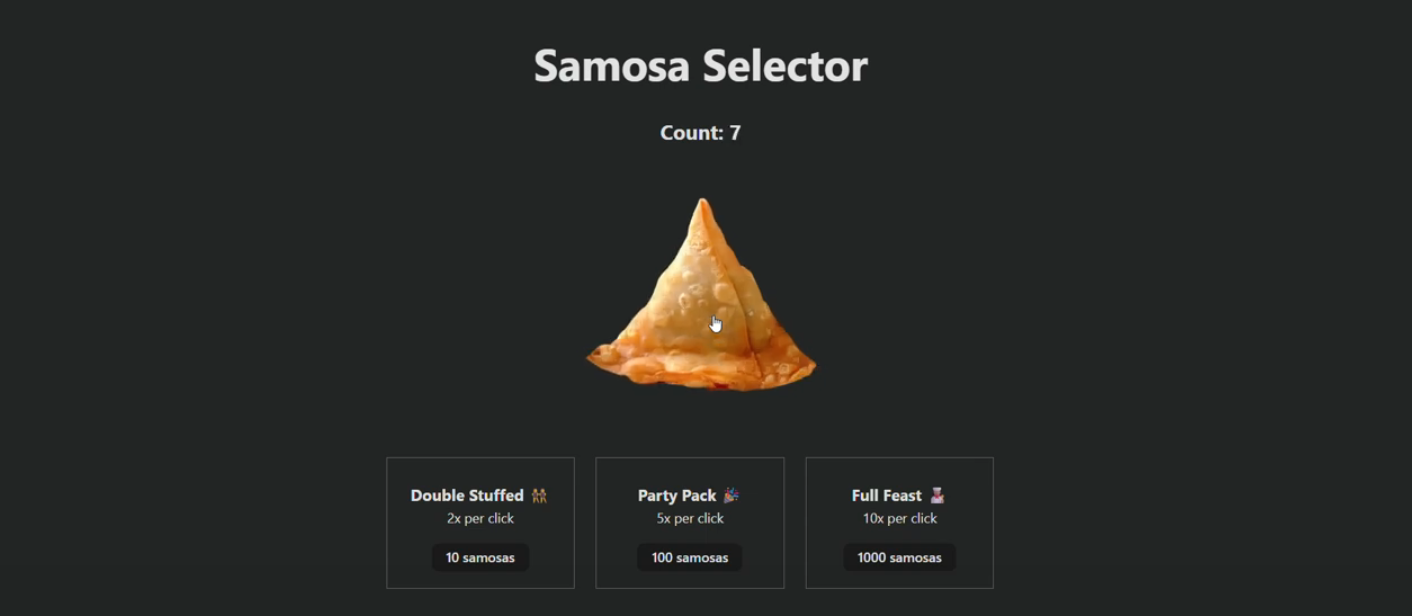 Samosa Selector
Count: 7
Double Stuffed 👯🏽
2x per click
10 samosas
Party Pack 🎉
5x per click
100 samosas
Full Feast 👩🏽‍🍳
10x per click
1000 samosas